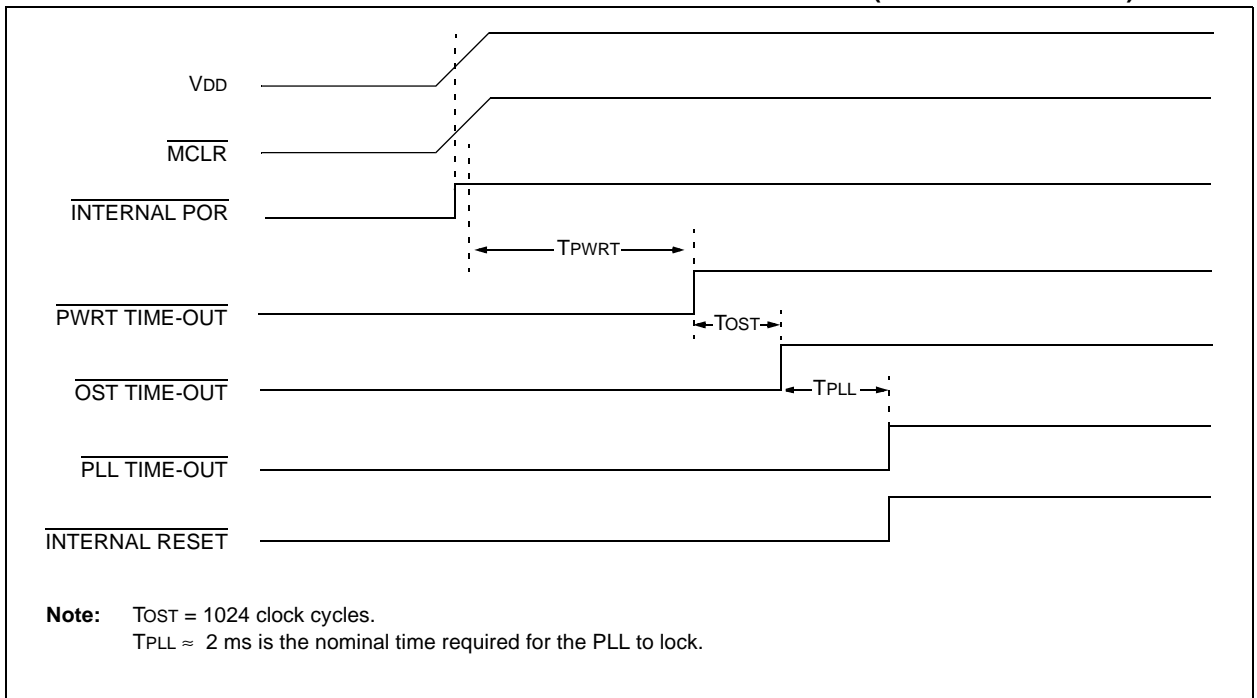 VDD
MCLR
INTERNAL POR
TPWRT
PWRT TIME-OUT
TOST
OST TIME-OUT
TPLL
PLL TIME-OUT
INTERNAL RESET
Note: TOST = 1024 clock cycles.
TPLL ≈ 2 ms is the nominal time required for the PLL to lock.